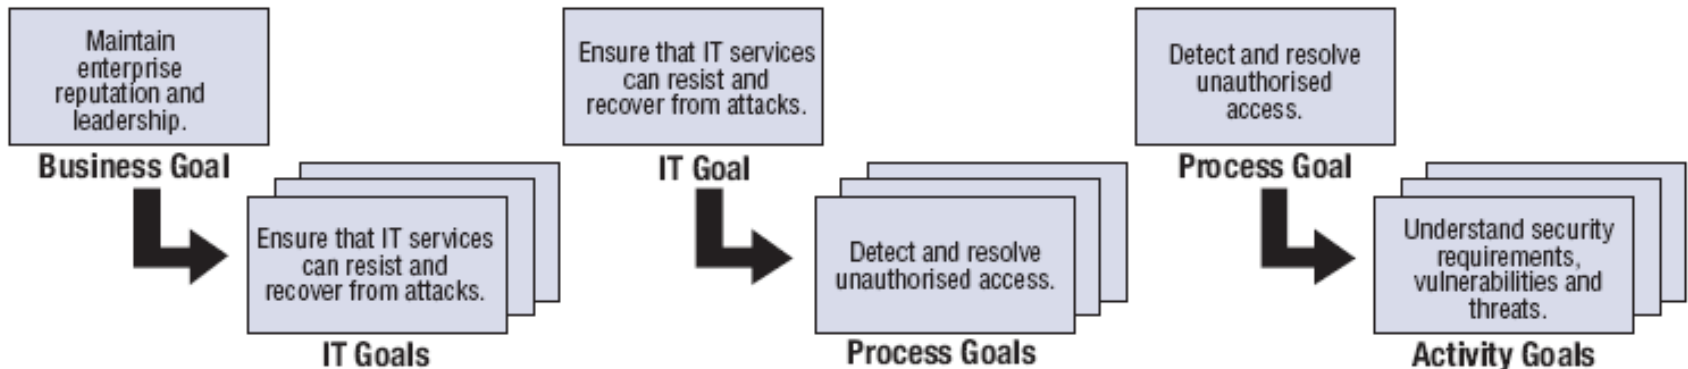 Maintain
enterprise
reputation and
leadership.
Business Goal
Ensure that IT services
can resist and
recover from attacks.
IT Goals
Ensure that IT services
can resist and
recover from attacks.
IT Goal
Detect and resolve
unauthorised access.
Process Goals
Detect and resolve
unauthorised
access.
Process Goal
Understand security
requirements,
vulnerabilities and
threats.
Activity Goals